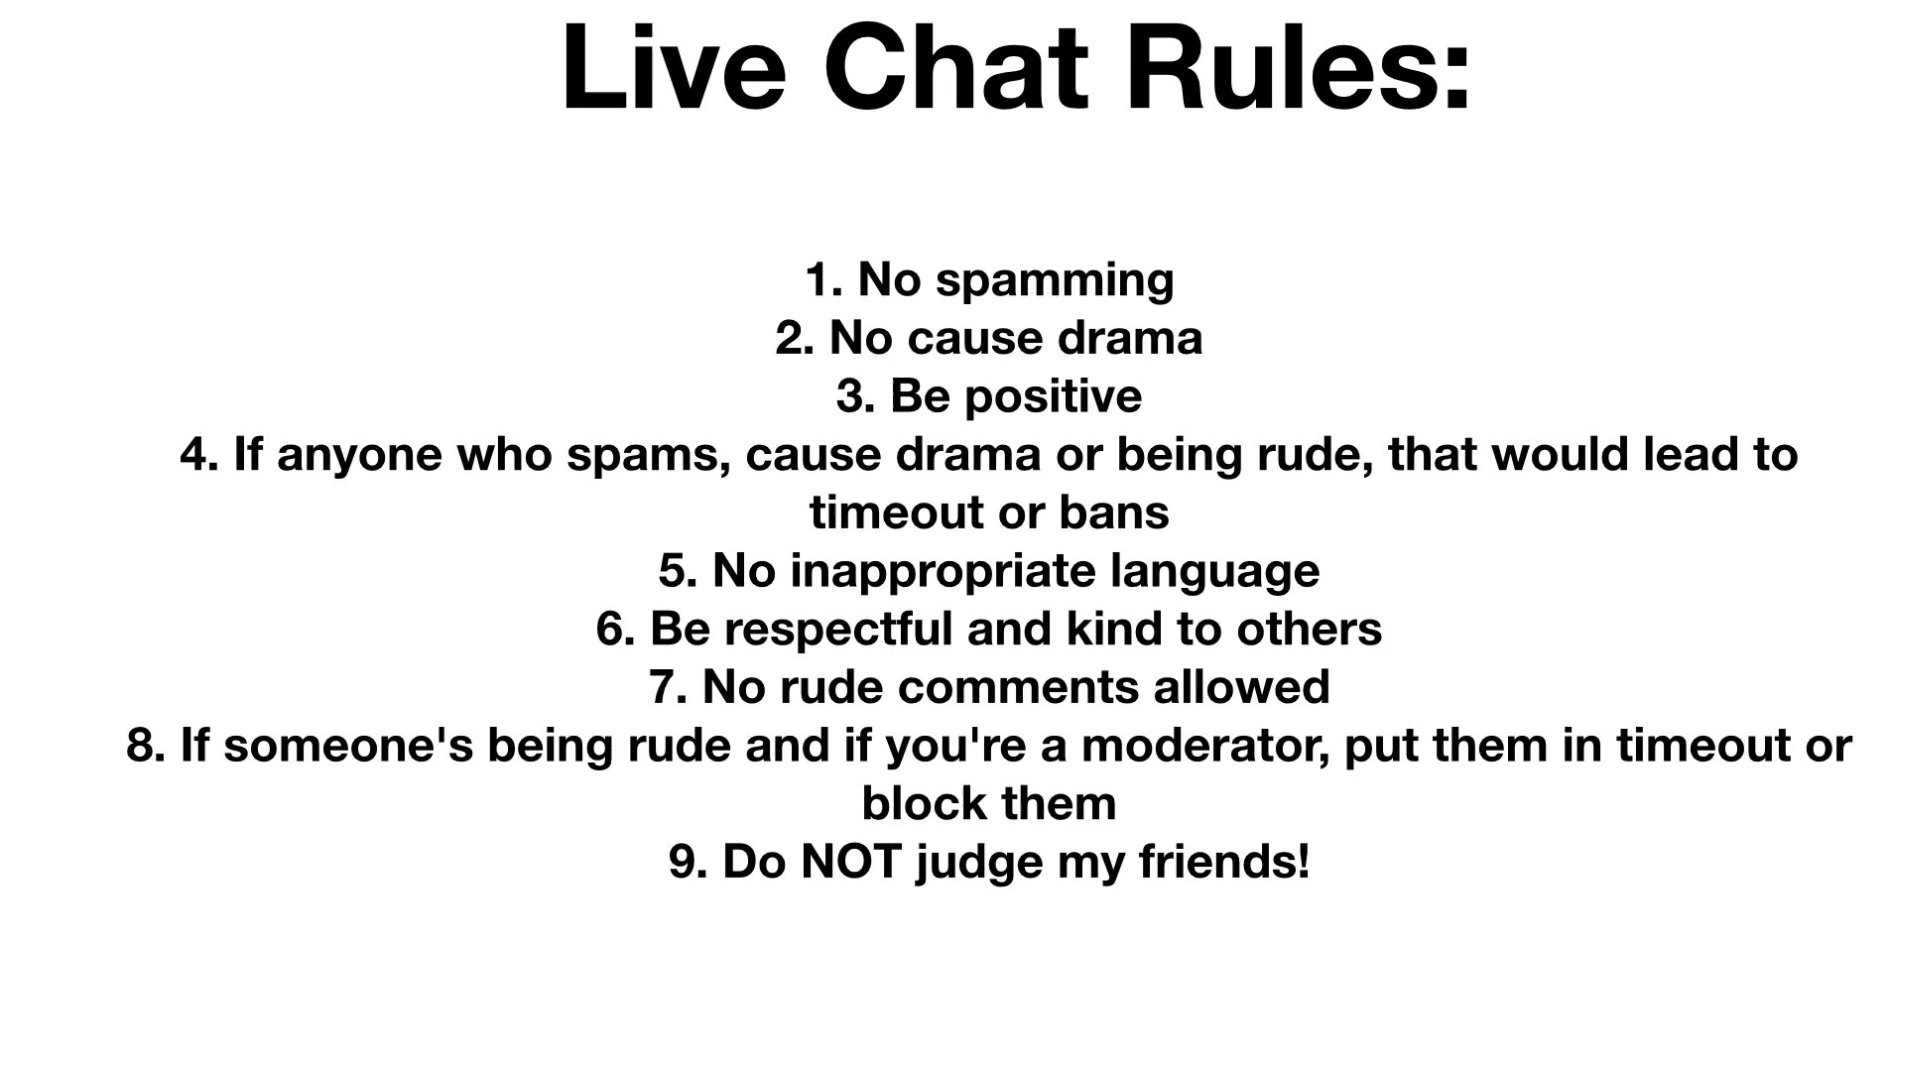 Live Chat Rules:
1. No spamming
2. No cause drama
3. Be positive
4. If anyone who spams, cause drama or being rude, that would lead to
timeout or bans
5. No inappropriate language
6. Be respectful and kind to others
7. No rude comments allowed
8. If someone's being rude and if you're a moderator, put them in timeout or
block them
9. Do NOT judge my friends!